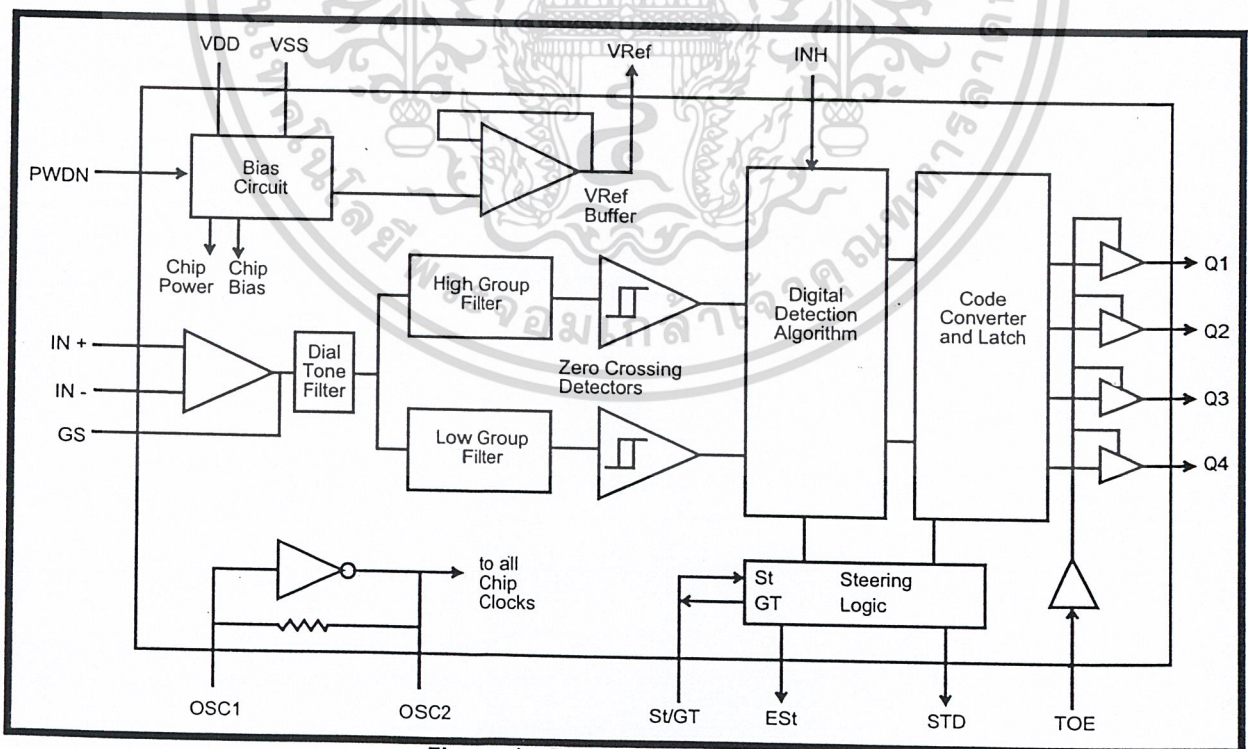 VDD
VSS
VRef
INH
PWDN
Bias
Circuit
VRef
Buffer
Chip
Power
Chip
Bias
High Group
Filter
Digital
Detection
Algorithm
Code
Converter
and Latch
Q1
Q2
Q3
Q4
IN +
IN -
GS
Dial
Tone
Filter
Zero Crossing
Detectors
Low Group
Filter
to all
Chip
Clocks
St
GT
Steering
Logic
OSC1
OSC2
St/GT
ESt
STD
TOE